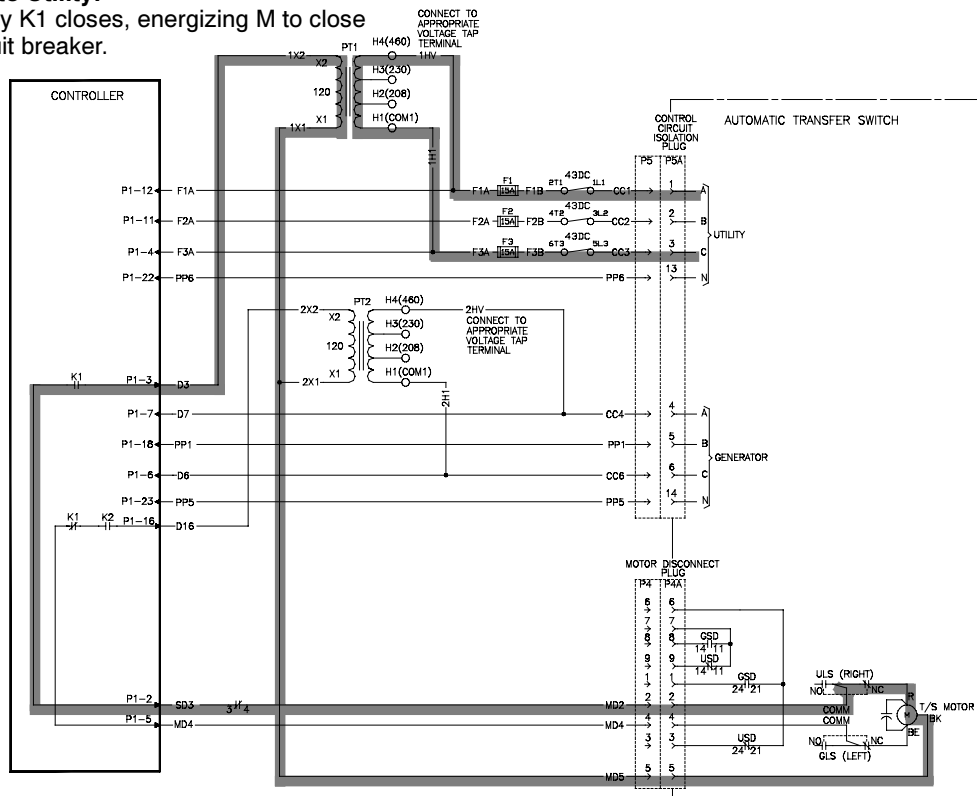 y K1 closes, energizing M to close
uit breaker.
CONNECT TO
APPROPRIATE
VOLTAGE TAP
TERMINAL
PT1
H4(460)
1HV
1X2
X2
H3(230)
120
H2(208)
X1
H1(COM1)
1X1
1H1
CONTROLLER
AUTOMATIC TRANSFER SWITCH
CONTROL
CIRCUIT
ISOLATION
PLUG
P5 P5A
P1-12 F1A F1A F1 15A F1B 2T1 43DC 1L1 CC1 1 A
P1-11 F2A F2A F2 15A F2B 4T2 43DC 3L2 CC2 2 B
UTILITY
P1-4 F3A F3A F3 15A F3B 6T3 43DC 5L3 CC3 3 C
P1-22 PP6 PP6 13 N
PT2
H4(460)
2HV
2X2
X2
H3(230)
120
H2(208)
X1
H1(COM1)
2X1
2H1
CONNECT TO
APPROPRIATE
VOLTAGE TAP
TERMINAL
K1 P1-3 D3
P1-7 D7 CC4 4 A
P1-18 PP1 PP1 5 B
GENERATOR
P1-6 D6 CC6 6 C
P1-23 PP5 PP5 14 N
K1 K2 P1-16 D16
MOTOR DISCONNECT
PLUG
P4 P4A
6 6
7 7
8 8 GSD 14 11
9 9 USD 14 11
1 1 GSD 24 21
ULS (RIGHT)
NO NC
P1-2 SD3 3 4 MD2 2 2 COMM
R
T/S MOTOR
M BK
P1-5 MD4 MD4 4 4 COMM
BE
3 3 USD 24 21
NO NC
GLS (LEFT)
MD5 5 5